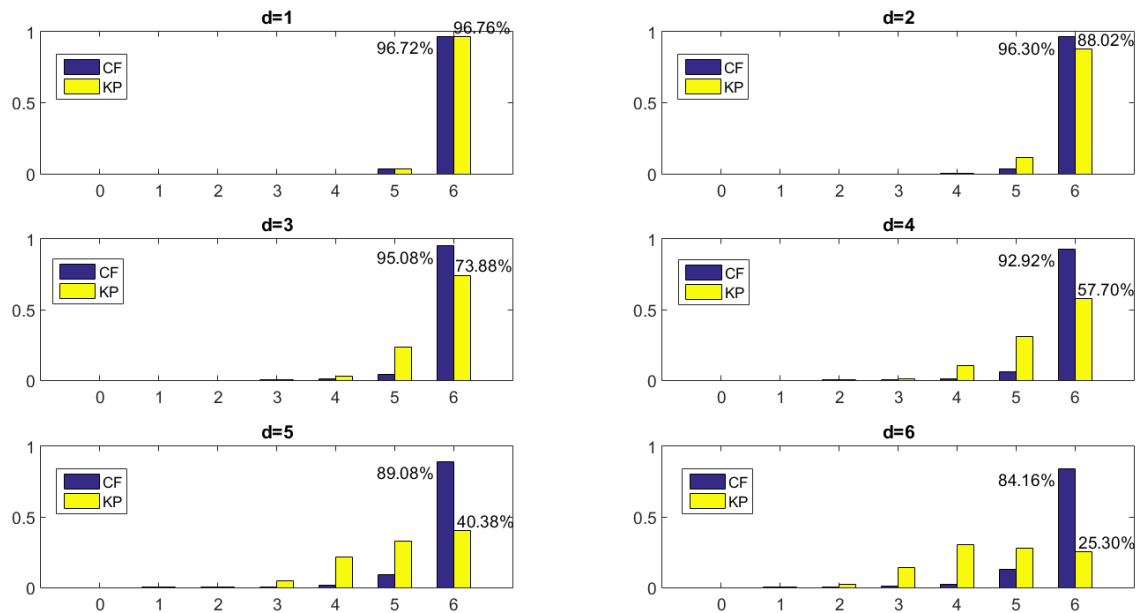 d=1
1
96.76%
96.72%
CF
KP
0.5
0
0 1 2 3 4 5 6
d=2
1
88.02%
96.30%
CF
KP
0.5
0
0 1 2 3 4 5 6
d=3
1
95.08%
73.88%
CF
KP
0.5
0
0 1 2 3 4 5 6
d=4
1
92.92%
57.70%
CF
KP
0.5
0
0 1 2 3 4 5 6
d=5
1
89.08%
CF
KP
0.5
40.38%
0
0 1 2 3 4 5 6
d=6
1
84.16%
CF
KP
0.5
25.30%
0
0 1 2 3 4 5 6